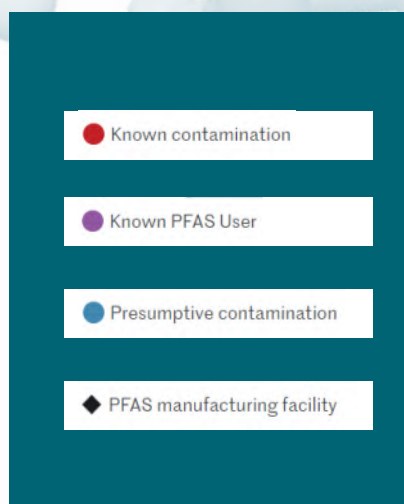 Known contamination
Known PFAS User
Presumptive contamination
PFAS manufacturing facility